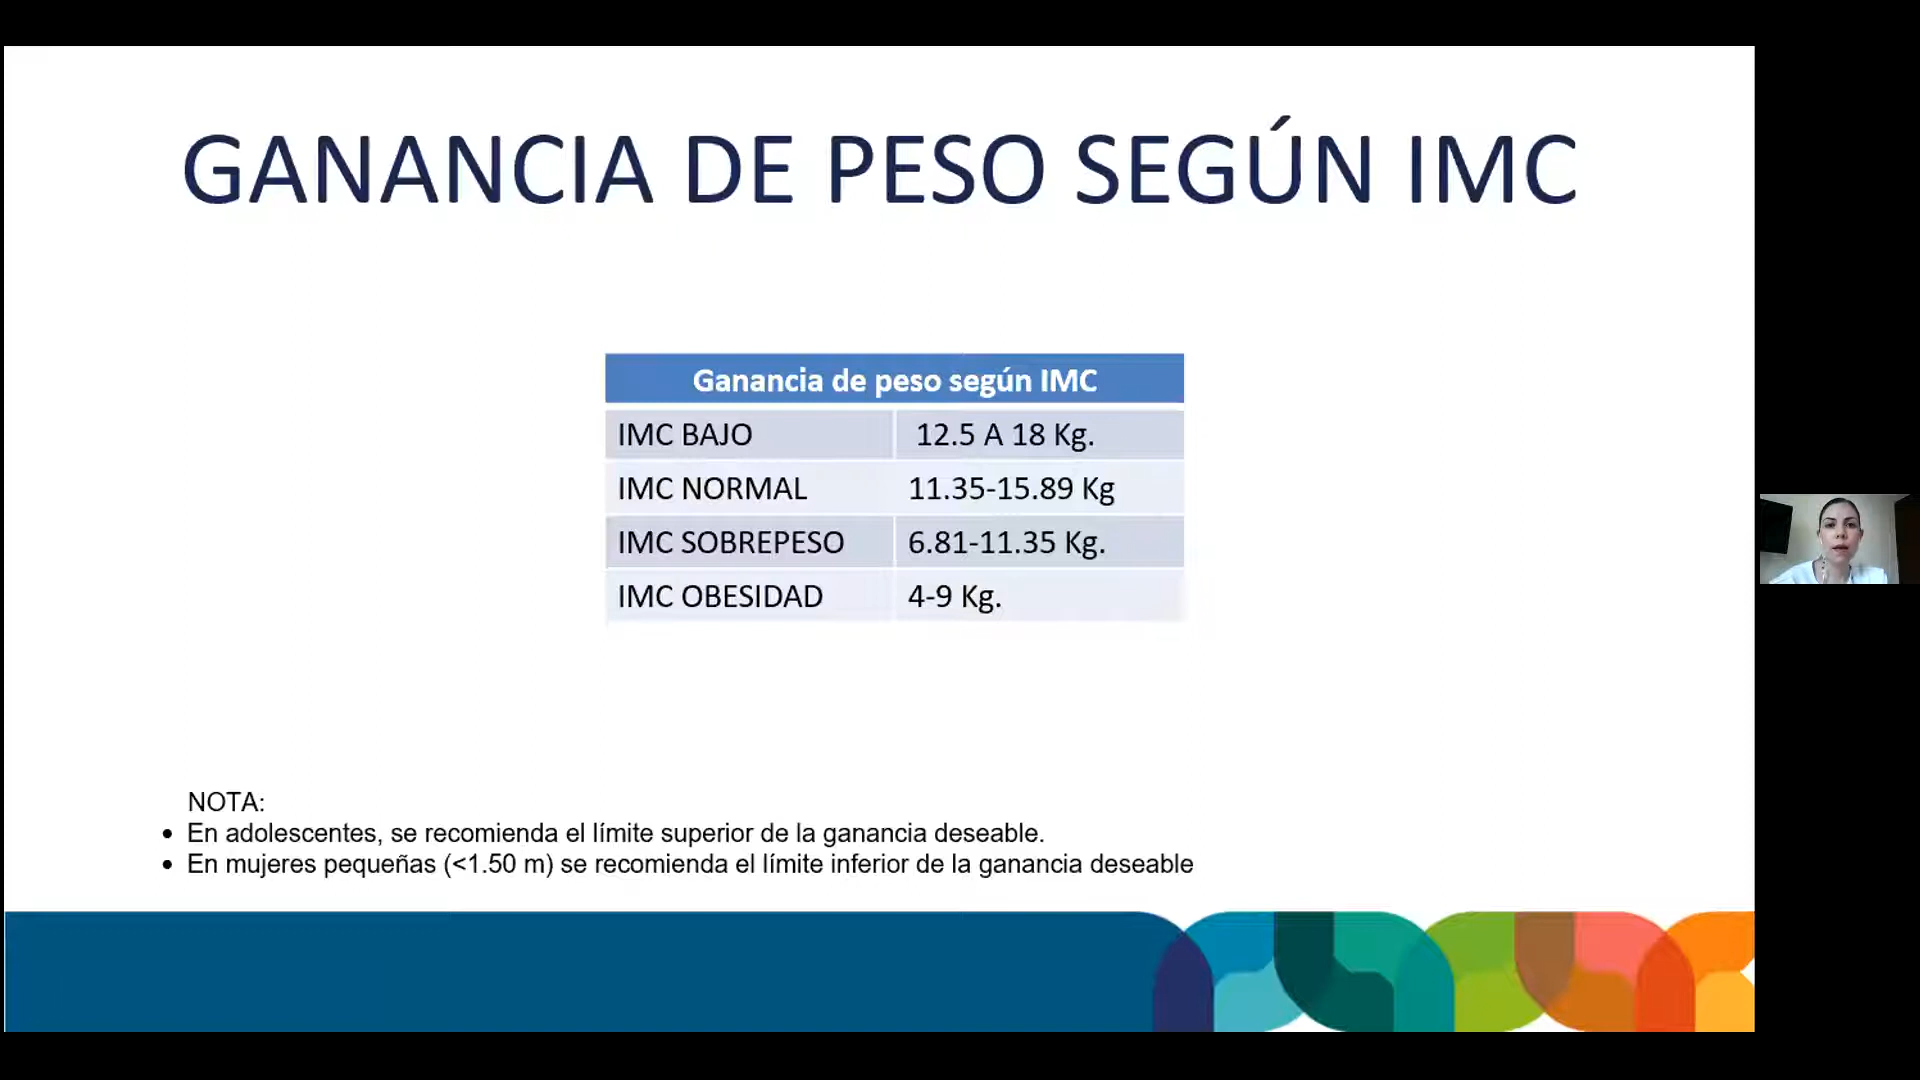 GANANCIA DE PESO SEGÚN IMC
Ganancia de peso según IMC
IMC BAJO 12.5 A 18 Kg.
IMC NORMAL 11.35-15.89 Kg
IMC SOBREPESO 6.81-11.35 Kg.
IMC OBESIDAD 4-9 Kg.
NOTA:
• En adolescentes, se recomienda el límite superior de la ganancia deseable.
• En mujeres pequeñas (<1.50 m) se recomienda el límite inferior de la ganancia deseable